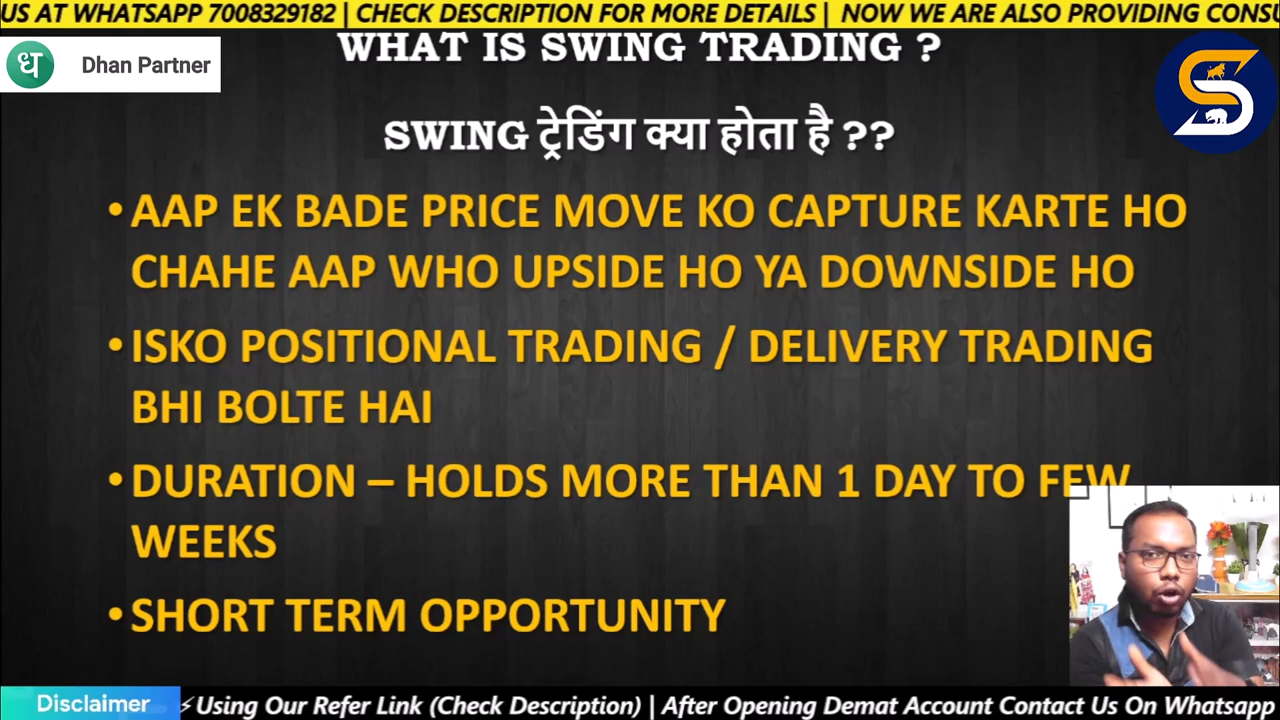 US AT WHATSAPP 7008329182 | CHECK DESCRIPTION FOR MORE DETAILS | NOW WE ARE ALSO PROVIDING
ध Dhan Partner
WHAT IS SWING TRADING ?
SWING ट्रेडिंग क्या होता है ??
• AAP EK BADE PRICE MOVE KO CAPTURE KARTE HO
CHAHE AAP WHO UPSIDE HO YA DOWNSIDE HO
• ISKO POSITIONAL TRADING / DELIVERY TRADING
BHI BOLTE HAI
• DURATION – HOLDS MORE THAN 1 DAY TO FEW
WEEKS
• SHORT TERM OPPORTUNITY
Disclaimer ⚡Using Our Refer Link (Check Description) | After Opening Demat Account Contact Us On Whatsapp